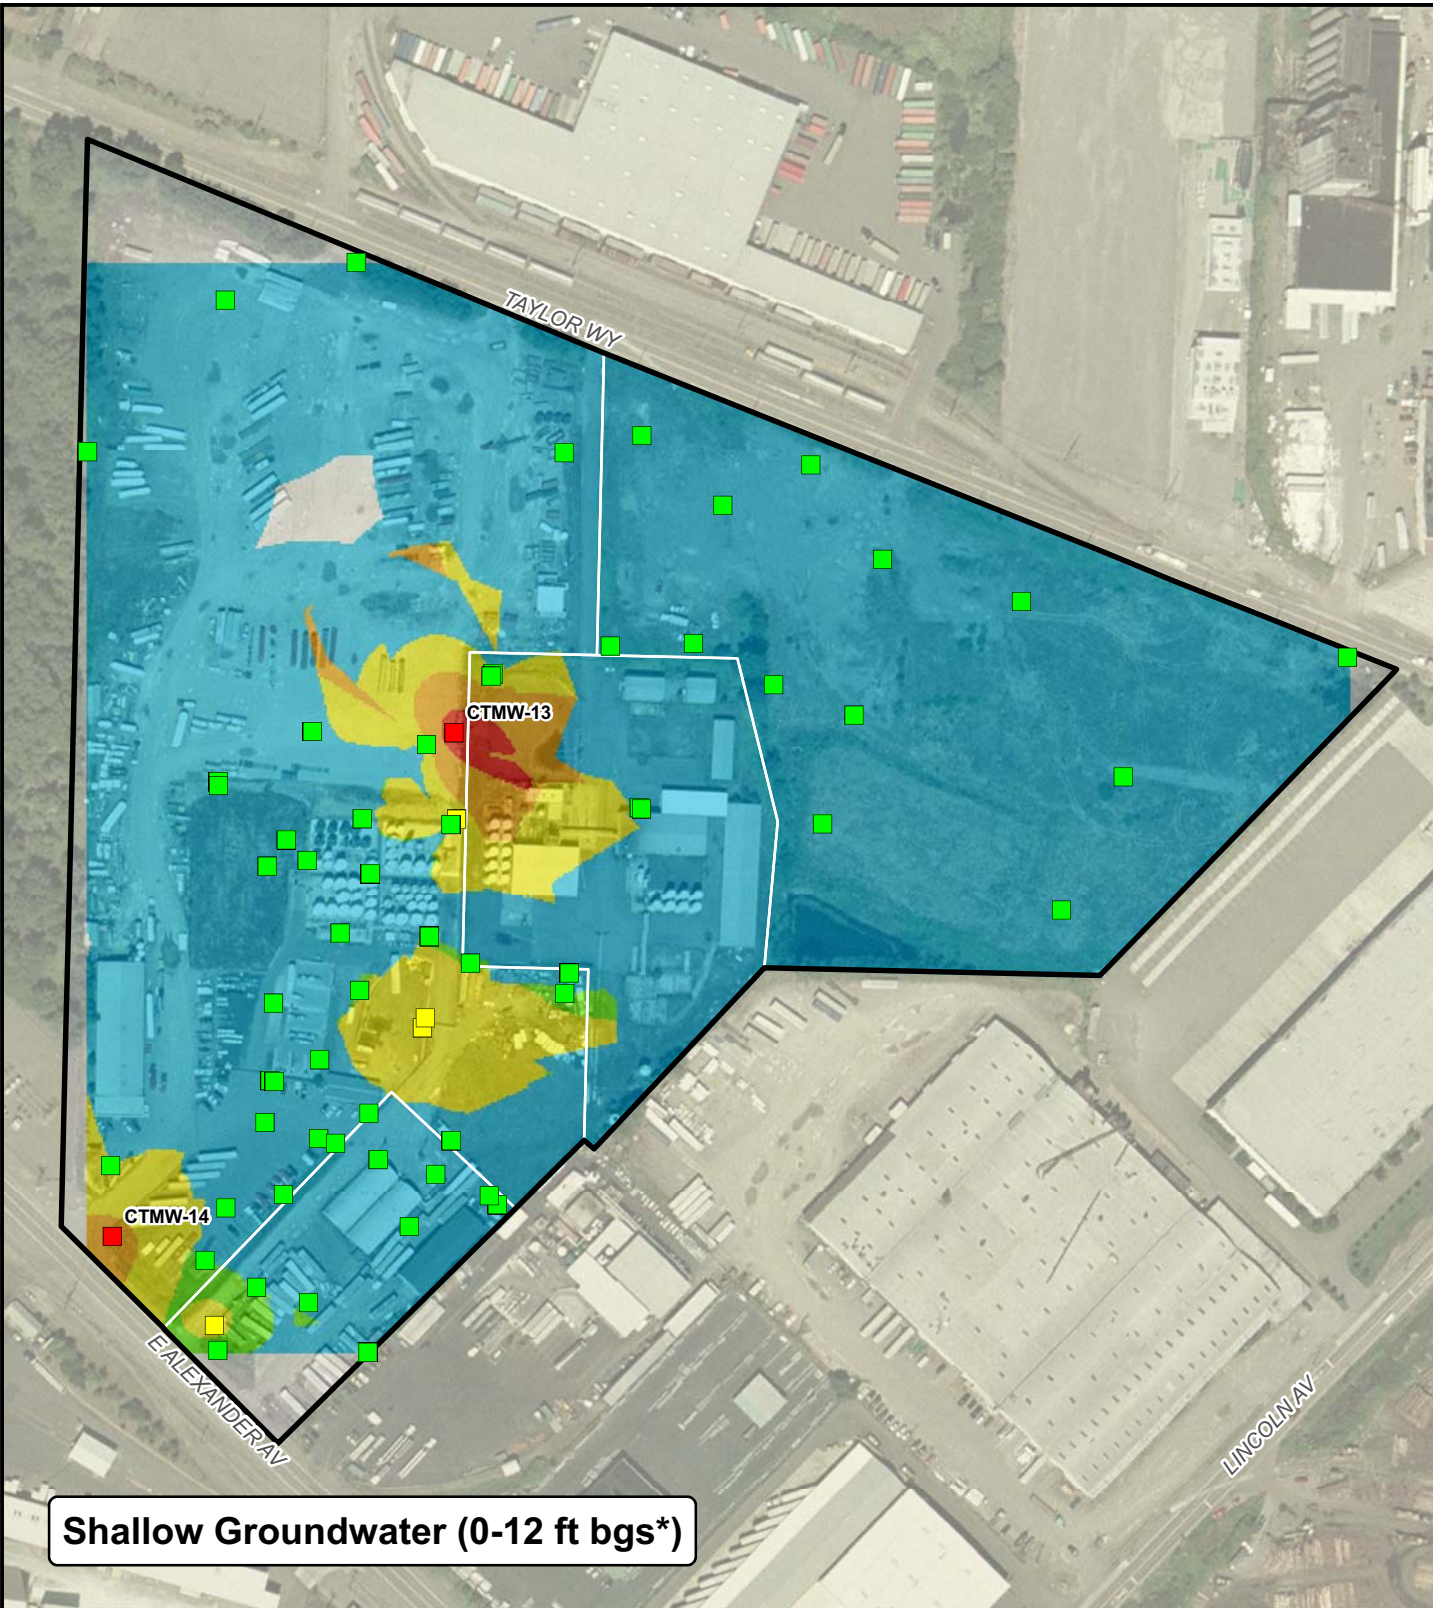 TAYLOR WY
CTMW-13
CTMW-14
E ALEXANDER AV
LINCOLN AV
Shallow Groundwater (0-12 ft bgs*)